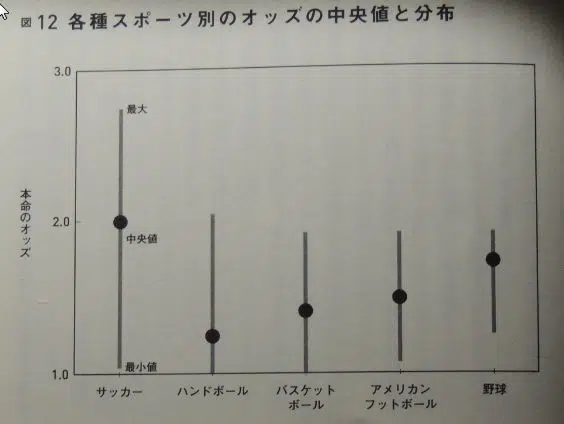 図12 各種スポーツ別のオッズの中央値と分布
3.0
最大
本命のオッズ
2.0
中央値
最小値
1.0
サッカー
ハンドボール
バスケット
ボール
アメリカン
フットボール
野球